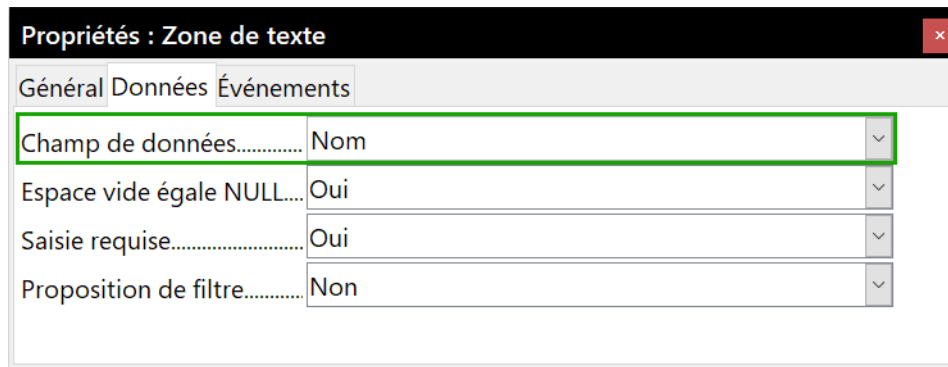 Propriétés : Zone de texte
Général Données Événements
Champ de données............. Nom
Espace vide égale NULL.... Oui
Saisie requise.......................... Oui
Proposition de filtre............ Non